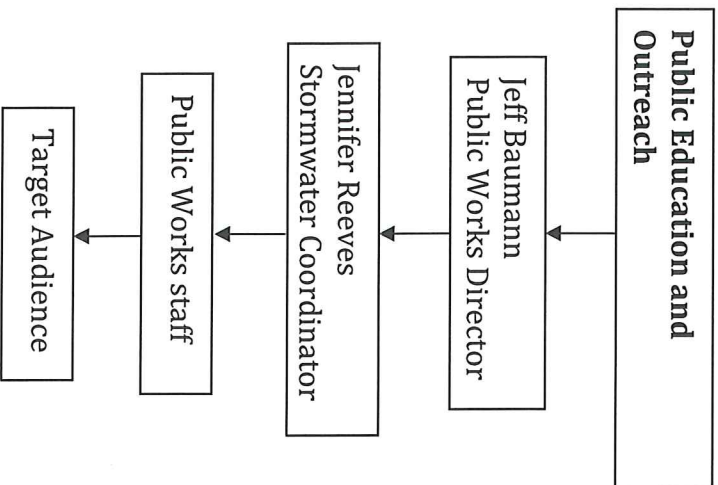 Public Education and
Outreach
Jeff Baumann
Public Works Director
Jennifer Reeves
Stormwater Coordinator
Public Works staff
Target Audience